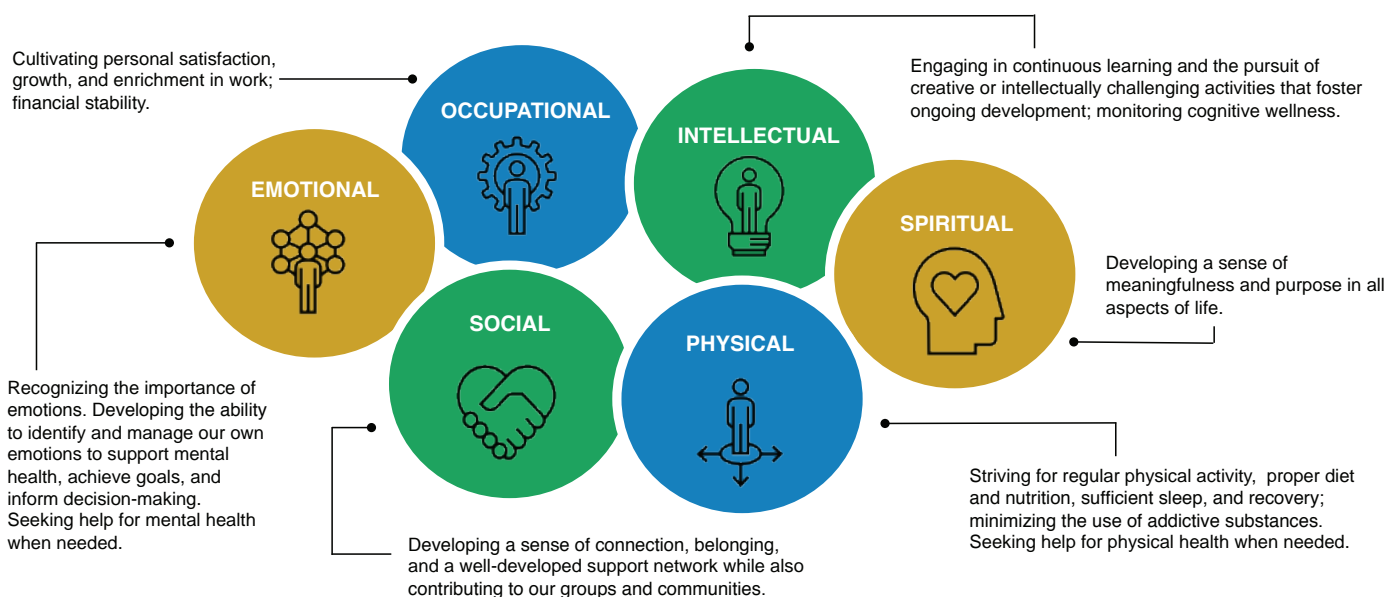 Cultivating personal satisfaction,
growth, and enrichment in work;
financial stability.
OCCUPATIONAL
INTELLECTUAL
Engaging in continuous learning and the pursuit of
creative or intellectually challenging activities that foster
ongoing development; monitoring cognitive wellness.
EMOTIONAL
SPIRITUAL
Developing a sense of
meaningfulness and purpose in all
aspects of life.
SOCIAL
PHYSICAL
Recognizing the importance of
emotions. Developing the ability
to identify and manage our own
emotions to support mental
health, achieve goals, and
inform decision-making.
Seeking help for mental health
when needed.
Striving for regular physical activity,  proper diet
and nutrition, sufficient sleep, and recovery;
minimizing the use of addictive substances.
Seeking help for physical health when needed.
Developing a sense of connection, belonging,
and a well-developed support network while also
contributing to our groups and communities.